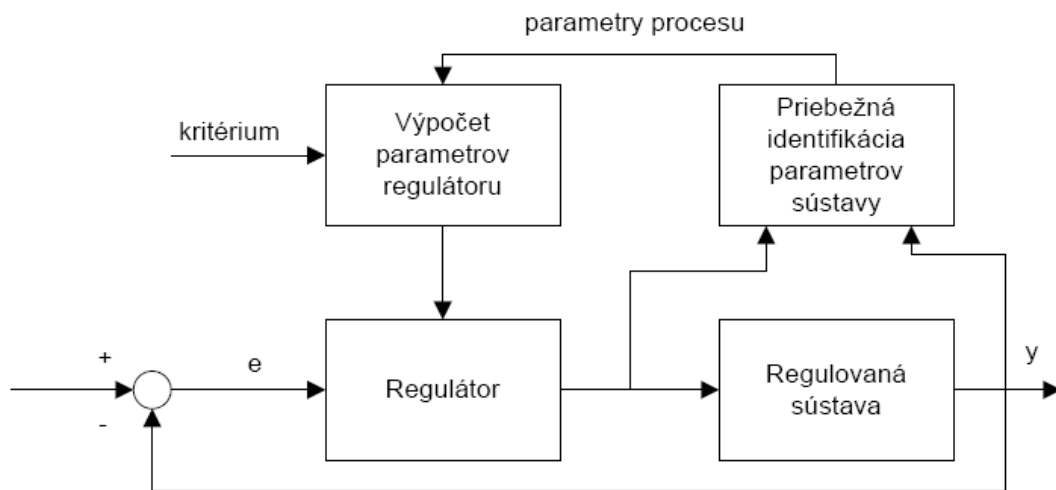 parametry procesu
kritérium
Výpočet
parametrov
regulátoru
Priebežná
identifikácia
parametrov
sústavy
+
-
e
Regulátor
Regulovaná
sústava
y